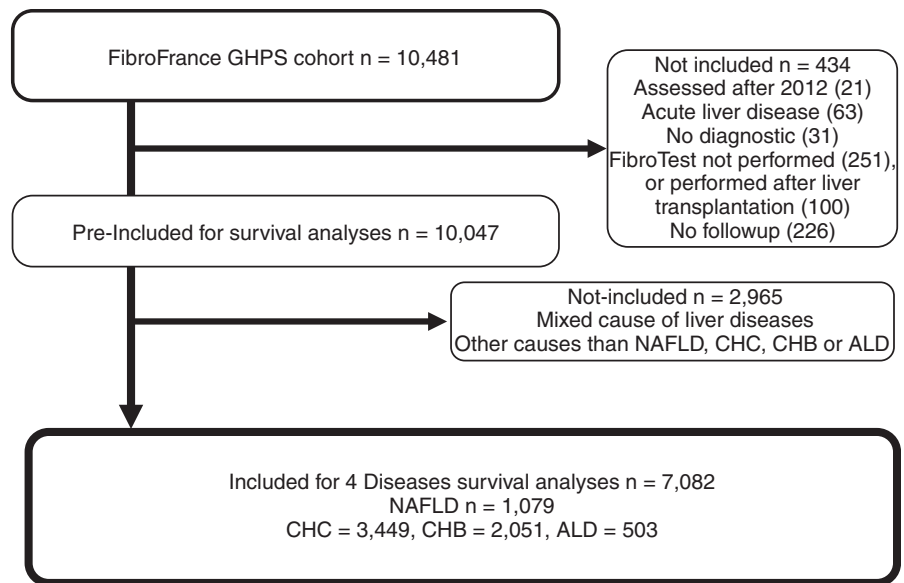 FibroFrance GHPS cohort n = 10,481
Not included n = 434
Assessed after 2012 (21)
Acute liver disease (63)
No diagnostic (31)
FibroTest not performed (251),
or performed after liver
transplantation (100)
No followup (226)
Pre-Included for survival analyses n = 10,047
Not-included n = 2,965
Mixed cause of liver diseases
Other causes than NAFLD, CHC, CHB or ALD
Included for 4 Diseases survival analyses n = 7,082
NAFLD n = 1,079
CHC = 3,449, CHB = 2,051, ALD = 503